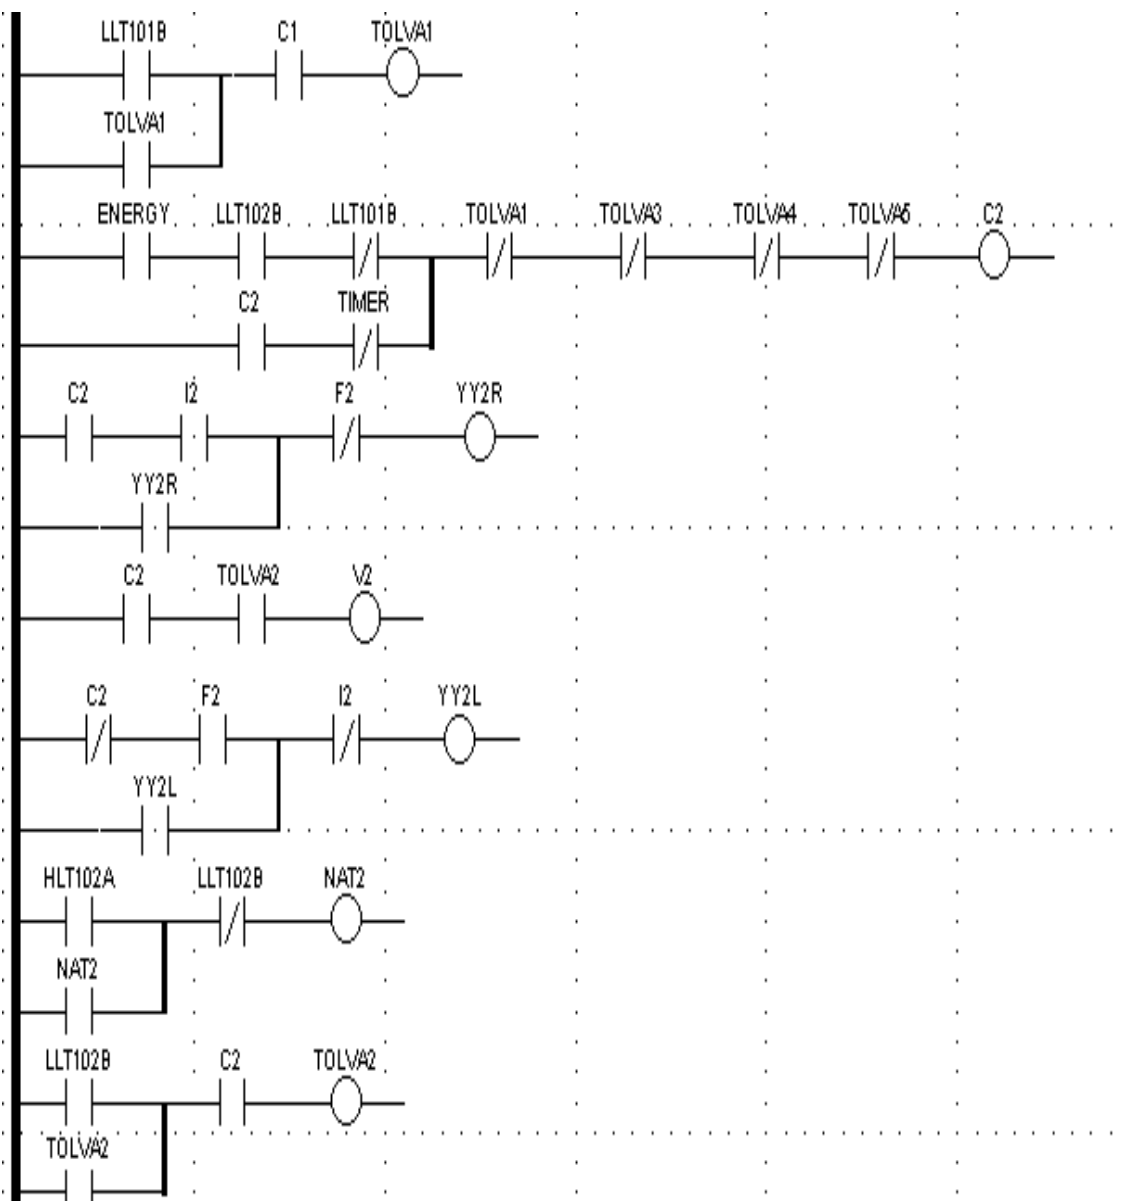 LLT101B C1 TOLVA1
TOLVA1
ENERGY LLT102B LLT101B TOLVA1 TOLVA3 TOLVA4 TOLVA5 C2
C2 TIMER
C2 I2 F2 YY2R
YY2R
C2 TOLVA2 V2
C2 F2 I2 YY2L
YY2L
HLT102A LLT102B NAT2
NAT2
LLT102B C2 TOLVA2
TOLVA2